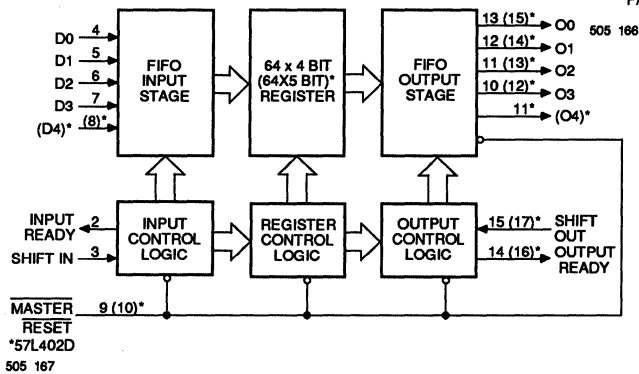 13 (15)* O0
505 166
D0 4
12 (14)* O1
D1 5
FIFO
INPUT
STAGE
64 x 4 BIT
(64X5 BIT)*
REGISTER
FIFO
OUTPUT
STAGE
D2 6
11 (13)* O2
D3 7
10 (12)* O3
(D4)* (8)*
11* (O4)*
INPUT
READY
2
SHIFT IN 3
INPUT
CONTROL
LOGIC
REGISTER
CONTROL
LOGIC
OUTPUT
CONTROL
LOGIC
15 (17)* SHIFT
OUT
14 (16)* OUTPUT
READY
MASTER
RESET
9 (10)*
*57L402D
505 167